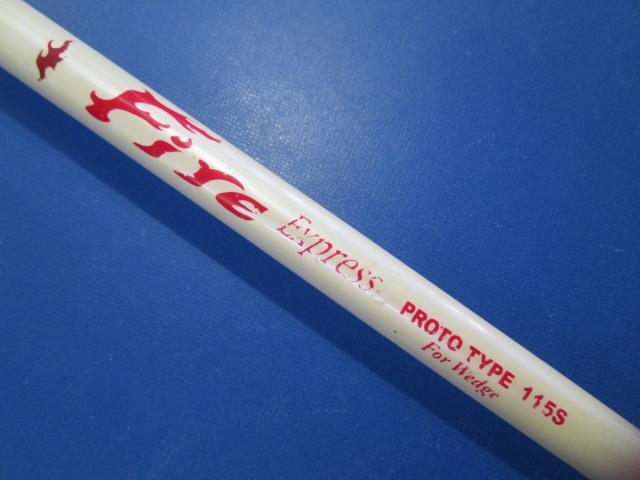 Fire Express PROTO TYPE 115S
For Wedge